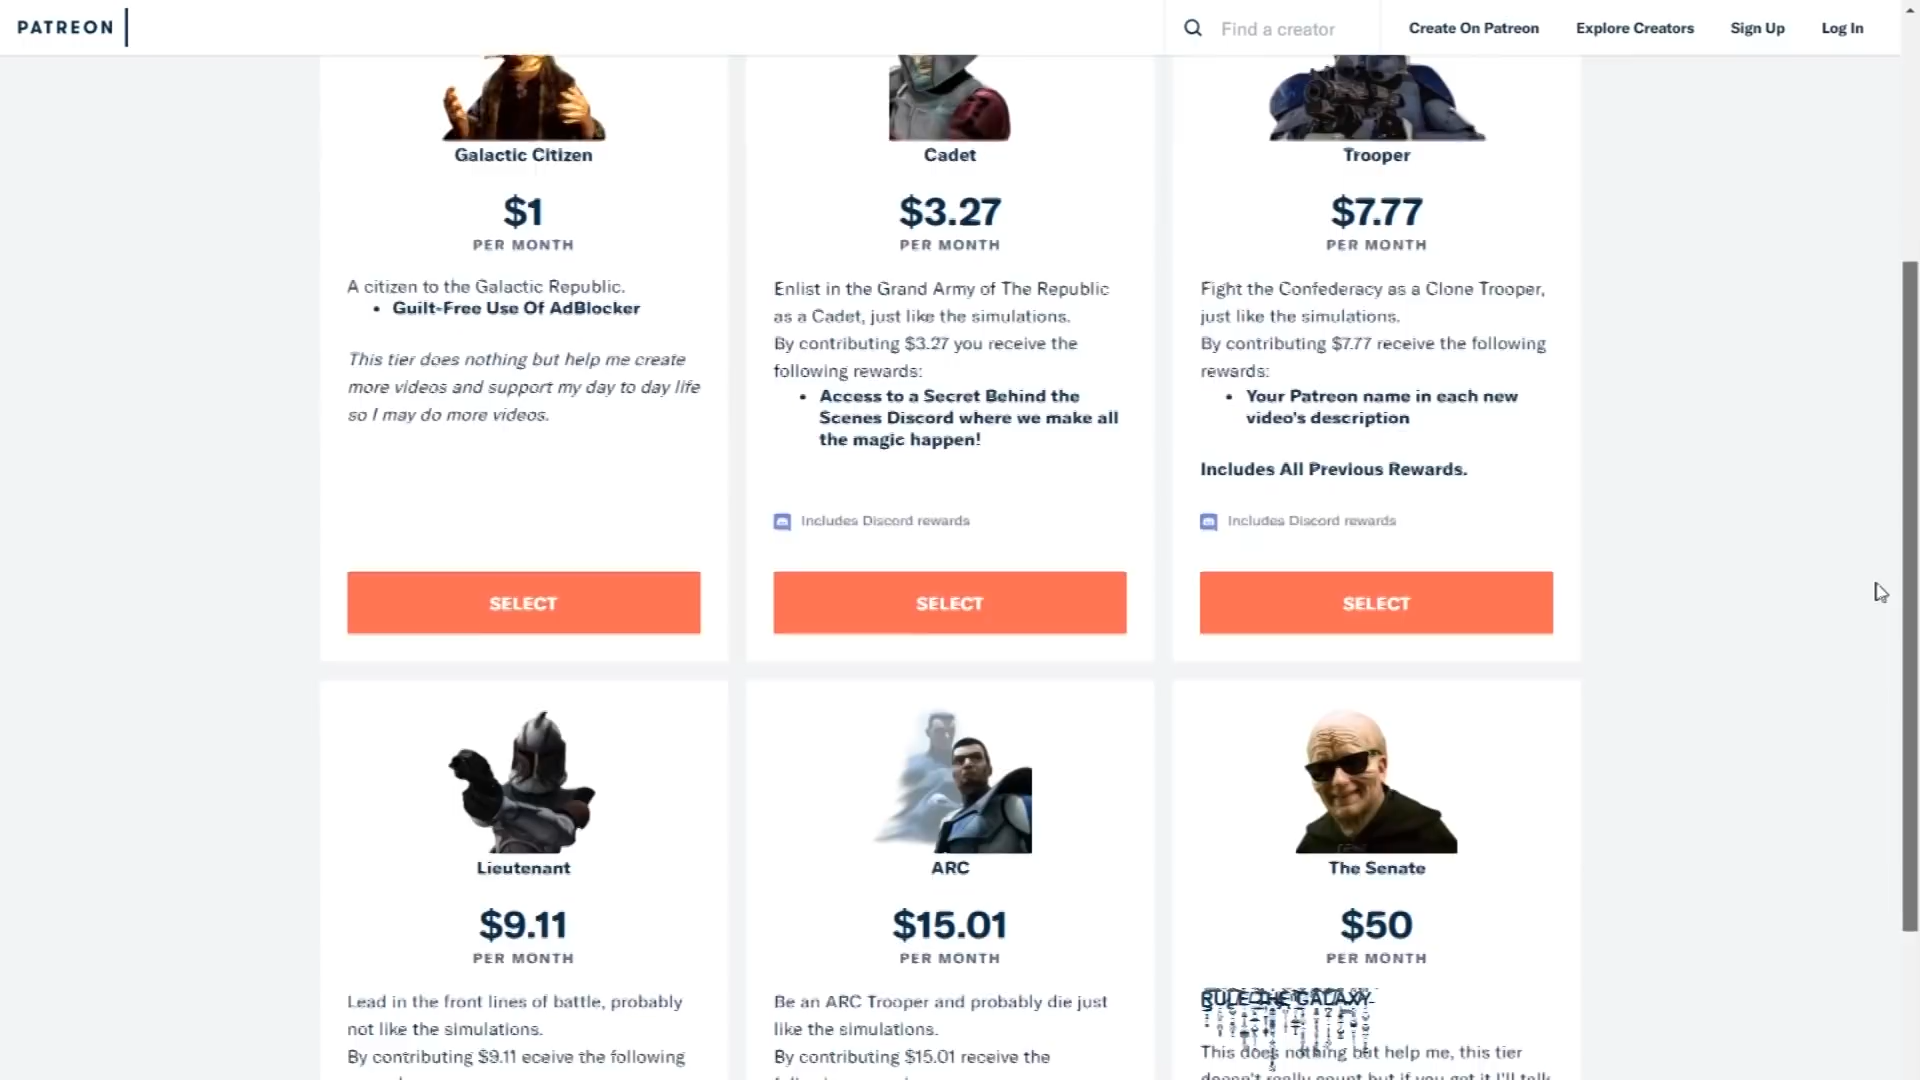 PATREON
Find a creator
Create On Patreon
Explore Creators
Sign Up
Log In
Galactic Citizen
$1
PER MONTH
A citizen to the Galactic Republic.
• Guilt-Free Use Of AdBlocker
This tier does nothing but help me create
more videos and support my day to day life
so I may do more videos.
SELECT
Cadet
$3.27
PER MONTH
Enlist in the Grand Army of The Republic
as a Cadet, just like the simulations.
By contributing $3.27 you receive the
following rewards:
• Access to a Secret Behind the
Scenes Discord where we make all
the magic happen!
Includes Discord rewards
SELECT
Trooper
$7.77
PER MONTH
Fight the Confederacy as a Clone Trooper,
just like the simulations.
By contributing $7.77 receive the following
rewards:
• Your Patreon name in each new
video's description
Includes All Previous Rewards.
Includes Discord rewards
SELECT
Lieutenant
$9.11
PER MONTH
Lead in the front lines of battle, probably
not like the simulations.
By contributing $9.11 eceive the following
ARC
$15.01
PER MONTH
Be an ARC Trooper and probably die just
like the simulations.
By contributing $15.01 receive the
The Senate
$50
PER MONTH
RULE THE GALAXY
This does nothing but help me, this tier
doesn't really count but if you get it I'll talk